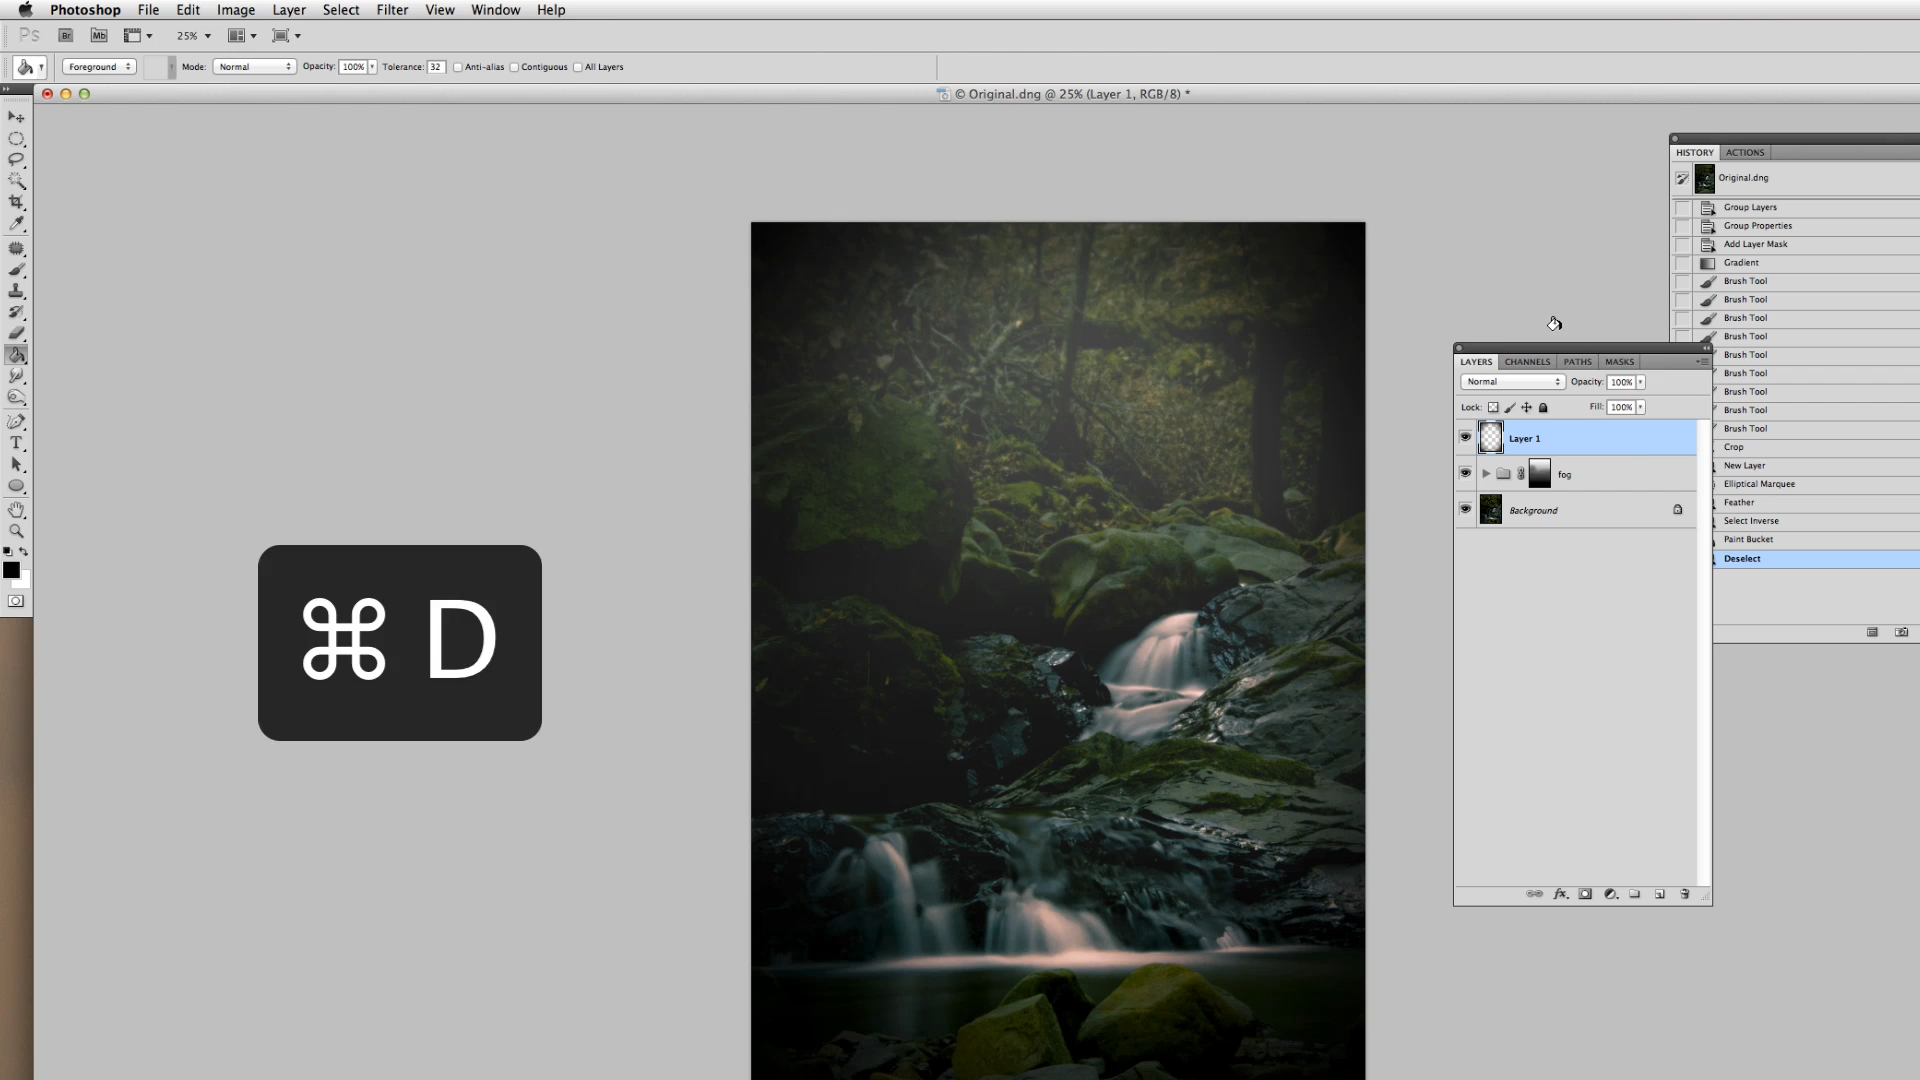 Photoshop File Edit Image Layer Select Filter View Window Help
Ps Br Mb 25%
Foreground Mode: Normal Opacity: 100% Tolerance: 32 Anti-alias Contiguous All Layers
© Original.dng @ 25% (Layer 1, RGB/8) *
HISTORY ACTIONS
Original.dng
Group Layers
Group Properties
Add Layer Mask
Gradient
Brush Tool
Brush Tool
Brush Tool
Brush Tool
Brush Tool
Brush Tool
Brush Tool
Brush Tool
Brush Tool
Crop
New Layer
Elliptical Marquee
Feather
Select Inverse
Paint Bucket
Deselect
LAYERS CHANNELS PATHS MASKS
Normal Opacity: 100%
Lock: Fill: 100%
Layer 1
fog
Background
⌘ D